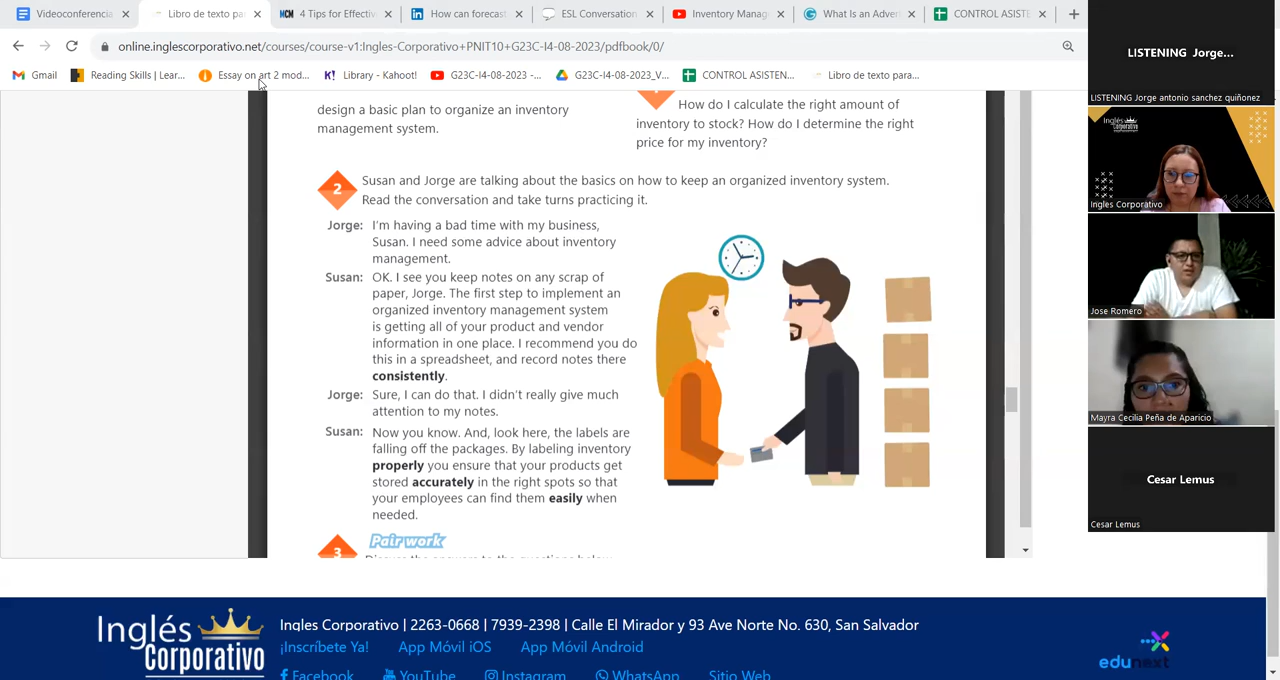 Videoconferencia
Libro de texto par
HCM 4 Tips for Effectiv
How can forecast
ESL Conversation
Inventory Manag
What Is an Adver
CONTROL ASISTE
online.inglescorporativo.net/courses/course-v1:Ingles-Corporativo+PNIT10+G23C-I4-08-2023/pdfbook/0/
Gmail
Reading Skills | Lear...
Essay on art 2 mod...
K! Library - Kahoot!
G23C-I4-08-2023 -...
G23C-I4-08-2023_V...
CONTROL ASISTEN...
Libro de texto para...
design a basic plan to organize an inventory
management system.
How do I calculate the right amount of
inventory to stock? How do I determine the right
price for my inventory?
2
Susan and Jorge are talking about the basics on how to keep an organized inventory system.
Read the conversation and take turns practicing it.
Jorge: I'm having a bad time with my business,
Susan. I need some advice about inventory
management.
Susan: OK. I see you keep notes on any scrap of
paper, Jorge. The first step to implement an
organized inventory management system
is getting all of your product and vendor
information in one place. I recommend you do
this in a spreadsheet, and record notes there
consistently.
Jorge: Sure, I can do that. I didn't really give much
attention to my notes.
Susan: Now you know. And, look here, the labels are
falling off the packages. By labeling inventory
properly you ensure that your products get
stored accurately in the right spots so that
your employees can find them easily when
needed.
3
Pair work
Discuss the answers to the questions below
Inglés
Corporativo
Ingles Corporativo | 2263-0668 | 7939-2398 | Calle El Mirador y 93 Ave Norte No. 630, San Salvador
¡Inscríbete Ya!
App Móvil iOS
App Móvil Android
Facebook
YouTube
Instagram
WhatsApp
Sitio Web
edunext
LISTENING Jorge...
LISTENING Jorge antonio sanchez quiñonez
Inglés
Corporativo
Ingles Corporativo
Jose Romero
Mayra Cecilia Peña de Aparicio
Cesar Lemus
Cesar Lemus